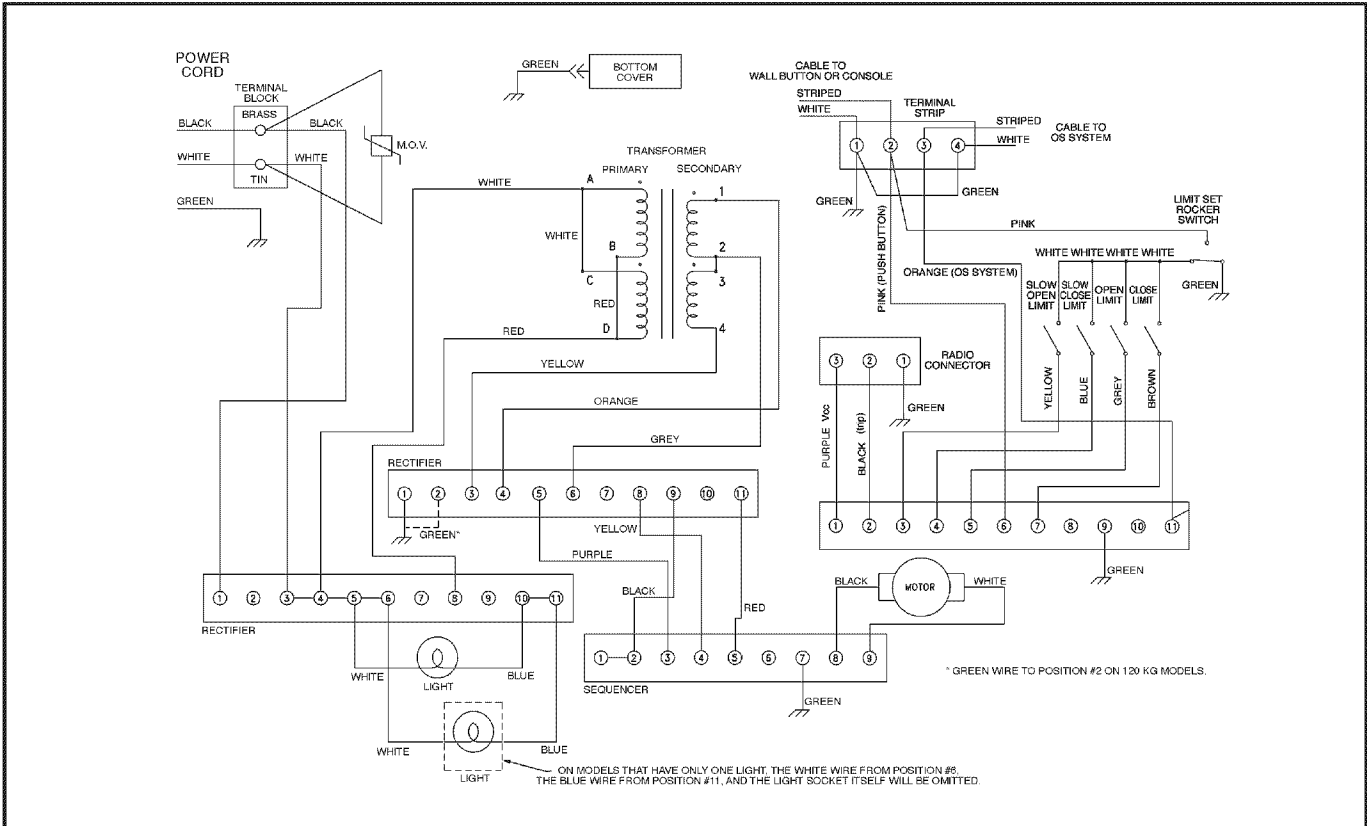 POWER
CORD
TERMINAL
BLOCK
BRASS
BLACK
BLACK
M.O.V.
WHITE
WHITE
TIN
GREEN
GREEN
BOTTOM
COVER
CABLE TO
WALL BUTTON OR CONSOLE
STRIPED
WHITE
TERMINAL
STRIP
1 2 3 4
STRIPED
WHITE
CABLE TO
OS SYSTEM
GREEN
GREEN
PINK
LIMIT SET
ROCKER
SWITCH
PINK (PUSH BUTTON)
ORANGE (OS SYSTEM)
WHITE WHITE WHITE WHITE
GREEN
SLOW
OPEN
LIMIT
SLOW
CLOSE
LIMIT
OPEN
LIMIT
CLOSE
LIMIT
YELLOW
BLUE
GREY
BROWN
TRANSFORMER
PRIMARY
SECONDARY
WHITE
A
WHITE
B
C
RED
D
RED
1
2
3
4
YELLOW
ORANGE
GREY
3 2 1
RADIO
CONNECTOR
GREEN
PURPLE Vcc
BLACK (trip)
1 2 3 4 5 6 7 8 9 10 11
GREEN
RECTIFIER
1 2 3 4 5 6 7 8 9 10 11
GREEN*
YELLOW
PURPLE
BLACK
RED
1 2 3 4 5 6 7 8 9 10 11
RECTIFIER
WHITE
LIGHT
BLUE
WHITE
LIGHT
BLUE
BLACK
MOTOR
WHITE
1 2 3 4 5 6 7 8 9
SEQUENCER
GREEN
* GREEN WIRE TO POSITION #2 ON 120 KG MODELS.
ON MODELS THAT HAVE ONLY ONE LIGHT, THE WHITE WIRE FROM POSITION #6,
THE BLUE WIRE FROM POSITION #11, AND THE LIGHT SOCKET ITSELF WILL BE OMITTED.